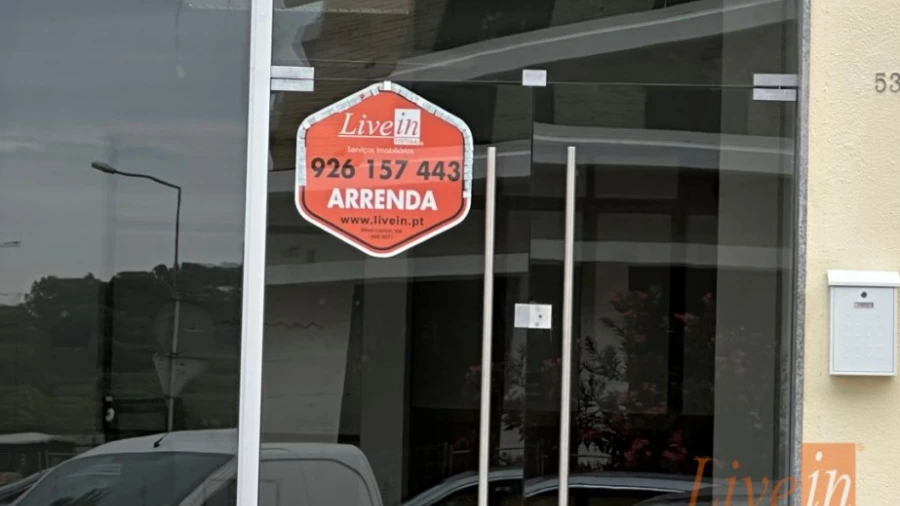 Livein
Serviços Imobiliários
926 157 443
ARRENDA
www.livein.pt
53
Livein